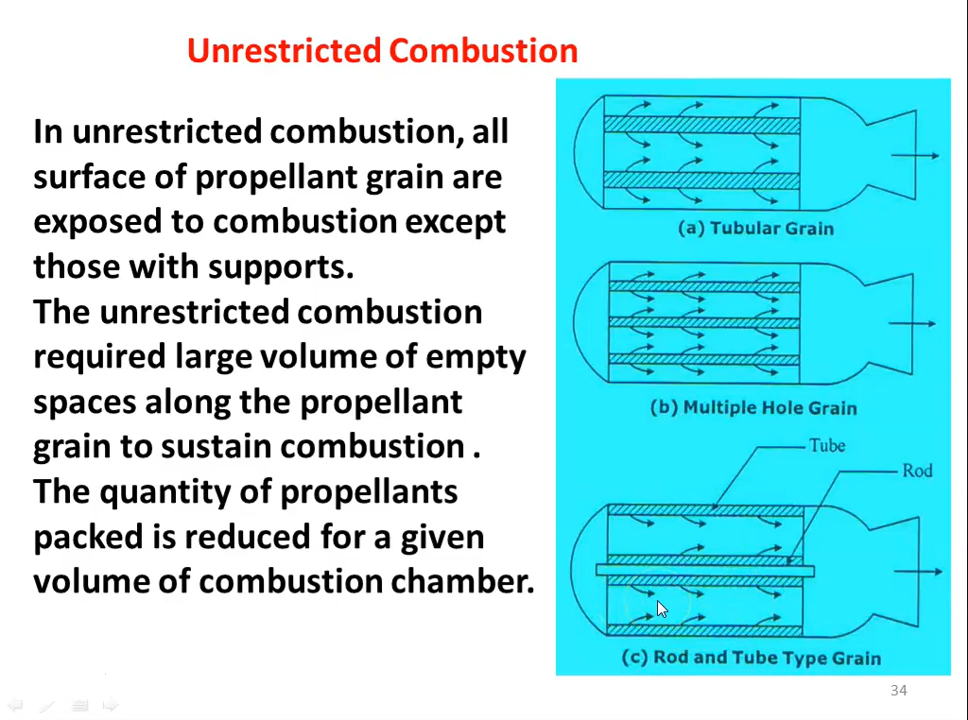 Unrestricted Combustion
In unrestricted combustion, all
surface of propellant grain are
exposed to combustion except
those with supports.
The unrestricted combustion
required large volume of empty
spaces along the propellant
grain to sustain combustion .
The quantity of propellants
packed is reduced for a given
volume of combustion chamber.
(a) Tubular Grain
(b) Multiple Hole Grain
Tube
Rod
(c) Rod and Tube Type Grain
34